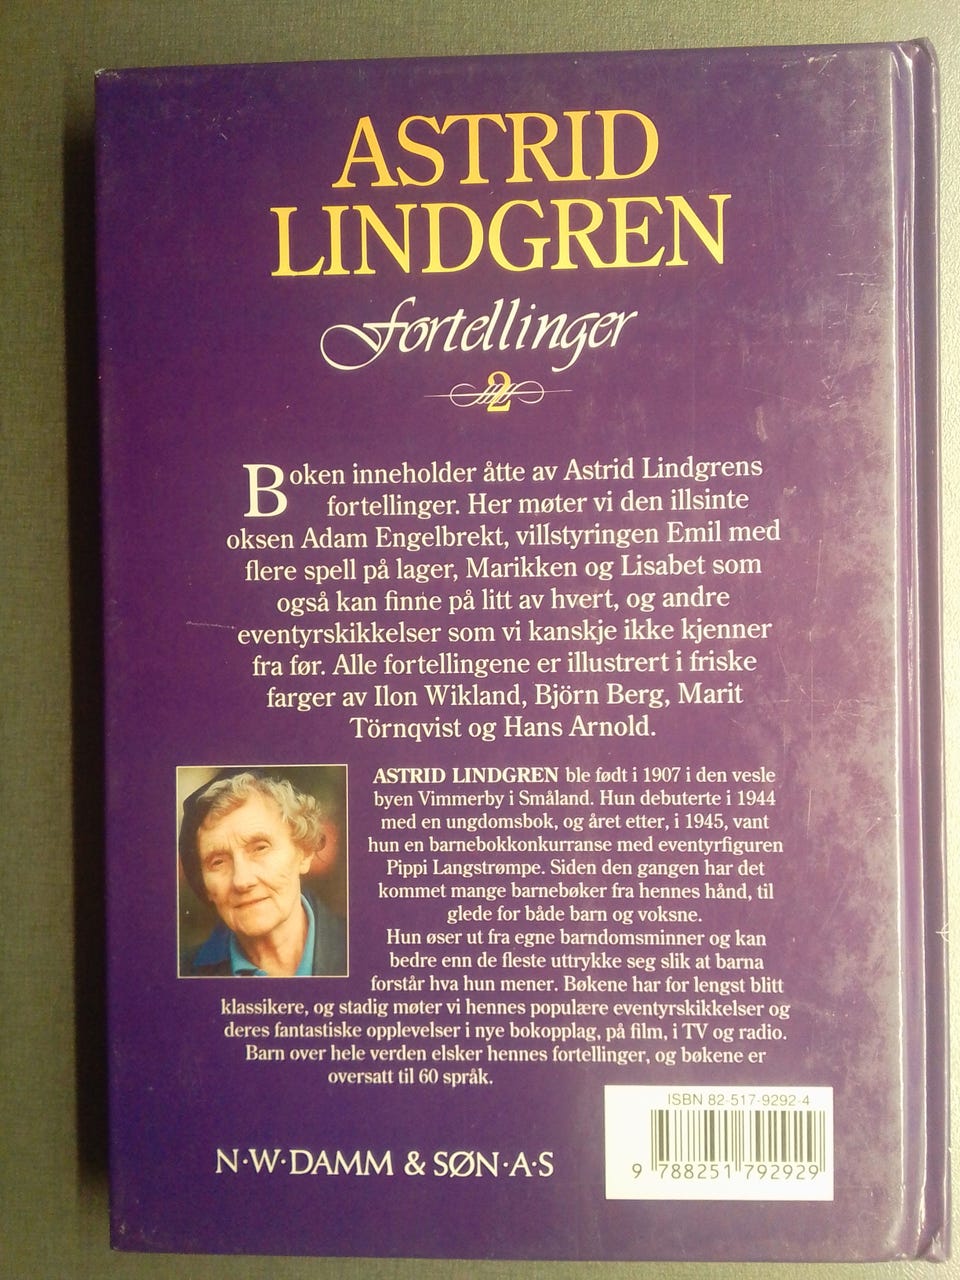 ASTRID
LINDGREN
fortellinger
2
Boken inneholder åtte av Astrid Lindgrens
fortellinger. Her møter vi den illsinte
oksen Adam Engelbrekt, villstyringen Emil med
flere spell på lager, Marikken og Lisabet som
også kan finne på litt av hvert, og andre
eventyrskikkelser som vi kanskje ikke kjenner
fra før. Alle fortellingene er illustrert i friske
farger av Ilon Wikland, Björn Berg, Marit
Törnqvist og Hans Arnold.
ASTRID LINDGREN ble født i 1907 i den vesle
byen Vimmerby i Småland. Hun debuterte i 1944
med en ungdomsbok, og året etter, i 1945, vant
hun en barnebokkonkurranse med eventyrfiguren
Pippi Langstrømpe. Siden den gangen har det
kommet mange barnebøker fra hennes hånd, til
glede for både barn og voksne.
Hun øser ut fra egne barndomsminner og kan
bedre enn de fleste uttrykke seg slik at barna
forstår hva hun mener. Bøkene har for lengst blitt
klassikere, og stadig møter vi hennes populære eventyrskikkelser og
deres fantastiske opplevelser i nye bokopplag, på film, i TV og radio.
Barn over hele verden elsker hennes fortellinger, og bøkene er
oversatt til 60 språk.
ISBN 82-517-9292-4
9 788251 792929
N·W·DAMM & SØN·A·S